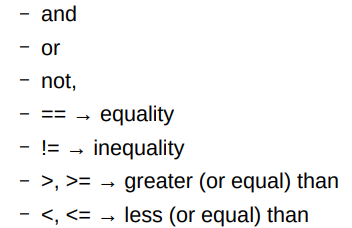 – and
– or
– not,
– == → equality
– != → inequality
– >, >= → greater (or equal) than
– <, <= → less (or equal) than